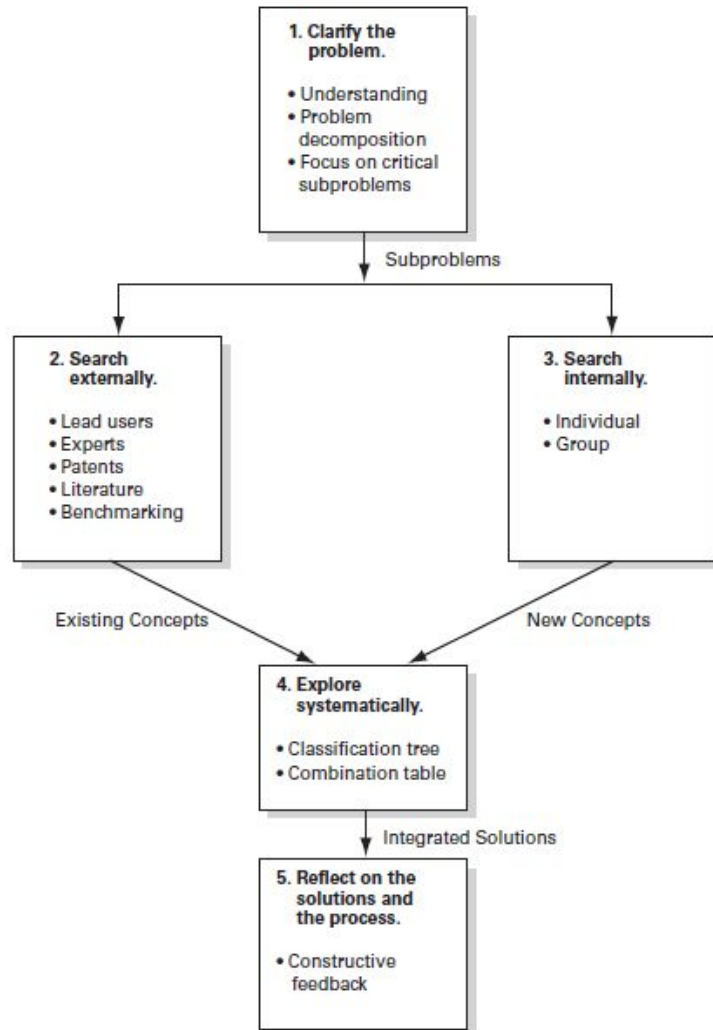 1. Clarify the
problem.
• Understanding
• Problem
decomposition
• Focus on critical
subproblems
Subproblems
2. Search
externally.
• Lead users
• Experts
• Patents
• Literature
• Benchmarking
3. Search
internally.
• Individual
• Group
Existing Concepts
New Concepts
4. Explore
systematically.
• Classification tree
• Combination table
Integrated Solutions
5. Reflect on the
solutions and
the process.
• Constructive
feedback